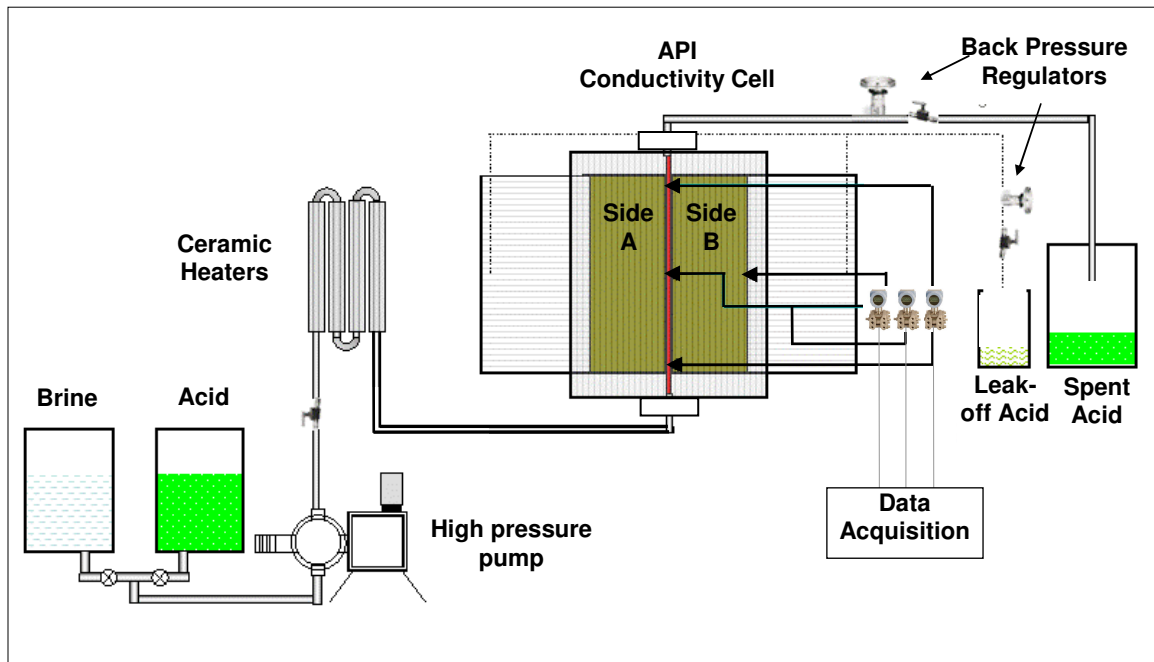 API
Conductivity Cell
Back Pressure
Regulators
Side
A
Side
B
Ceramic
Heaters
Brine
Acid
High pressure
pump
Leak-
off Acid
Spent
Acid
Data
Acquisition